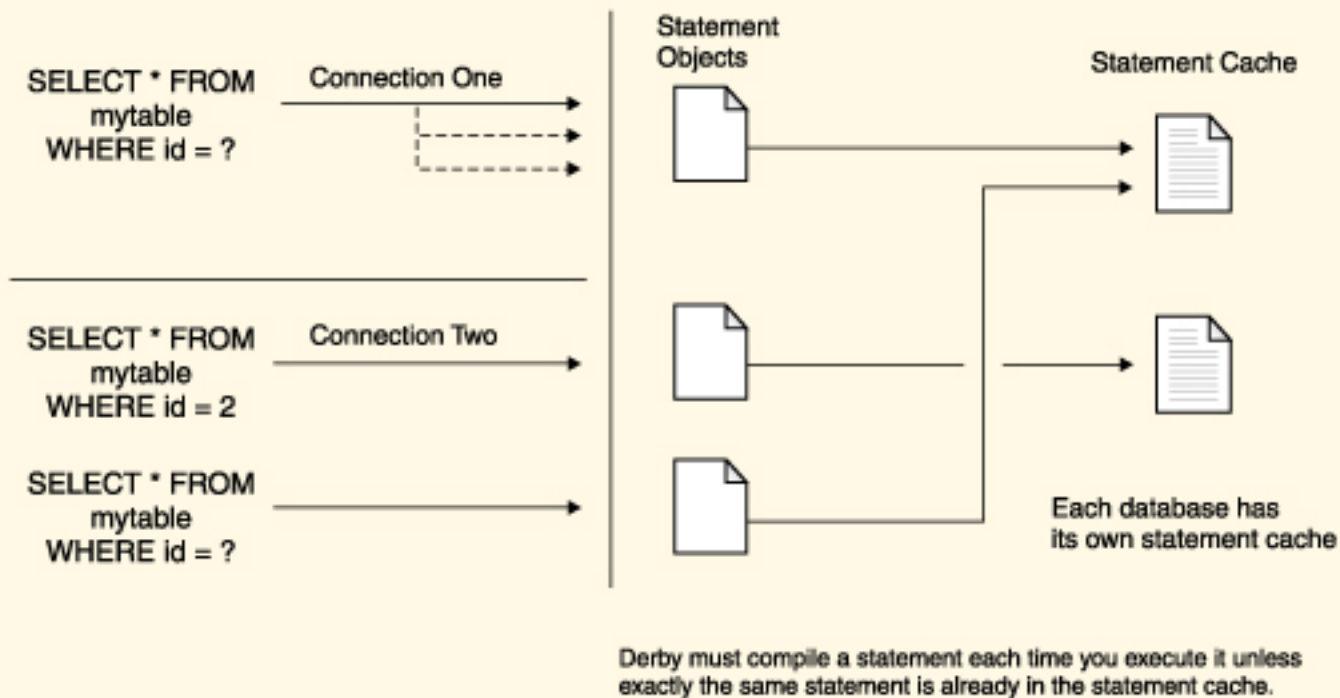 SELECT * FROM
mytable
WHERE id = ?
Connection One
Statement
Objects
Statement Cache
SELECT * FROM
mytable
WHERE id = 2
Connection Two
SELECT * FROM
mytable
WHERE id = ?
Each database has
its own statement cache
Derby must compile a statement each time you execute it unless
exactly the same statement is already in the statement cache.